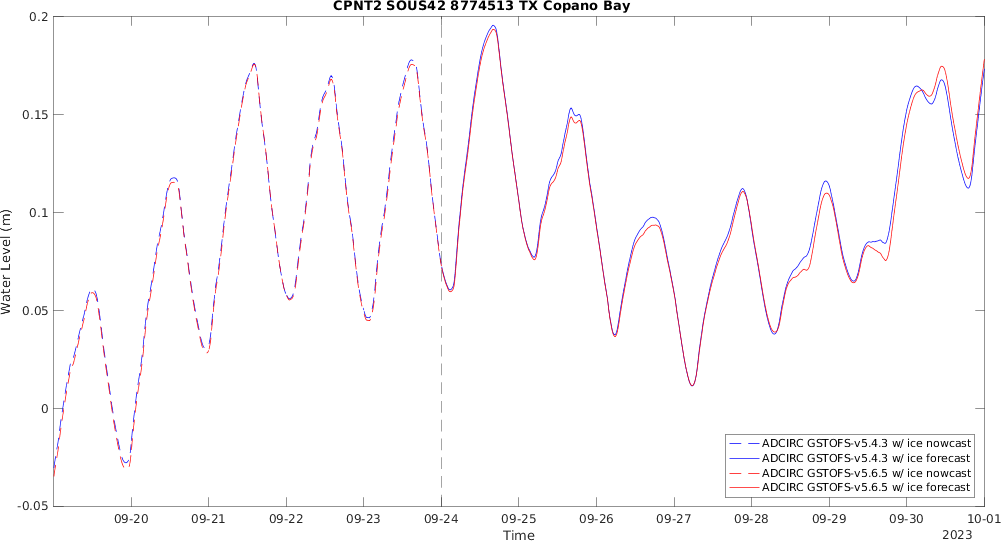 CPNT2 SOUS42 8774513 TX Copano Bay
Water Level (m)
0.2
0.15
0.1
0.05
0
-0.05
09-20 09-21 09-22 09-23 09-24 09-25 09-26 09-27 09-28 09-29 09-30 10-01
Time
2023
ADCIRC GSTOFS-v5.4.3 w/ ice nowcast
ADCIRC GSTOFS-v5.4.3 w/ ice forecast
ADCIRC GSTOFS-v5.6.5 w/ ice nowcast
ADCIRC GSTOFS-v5.6.5 w/ ice forecast